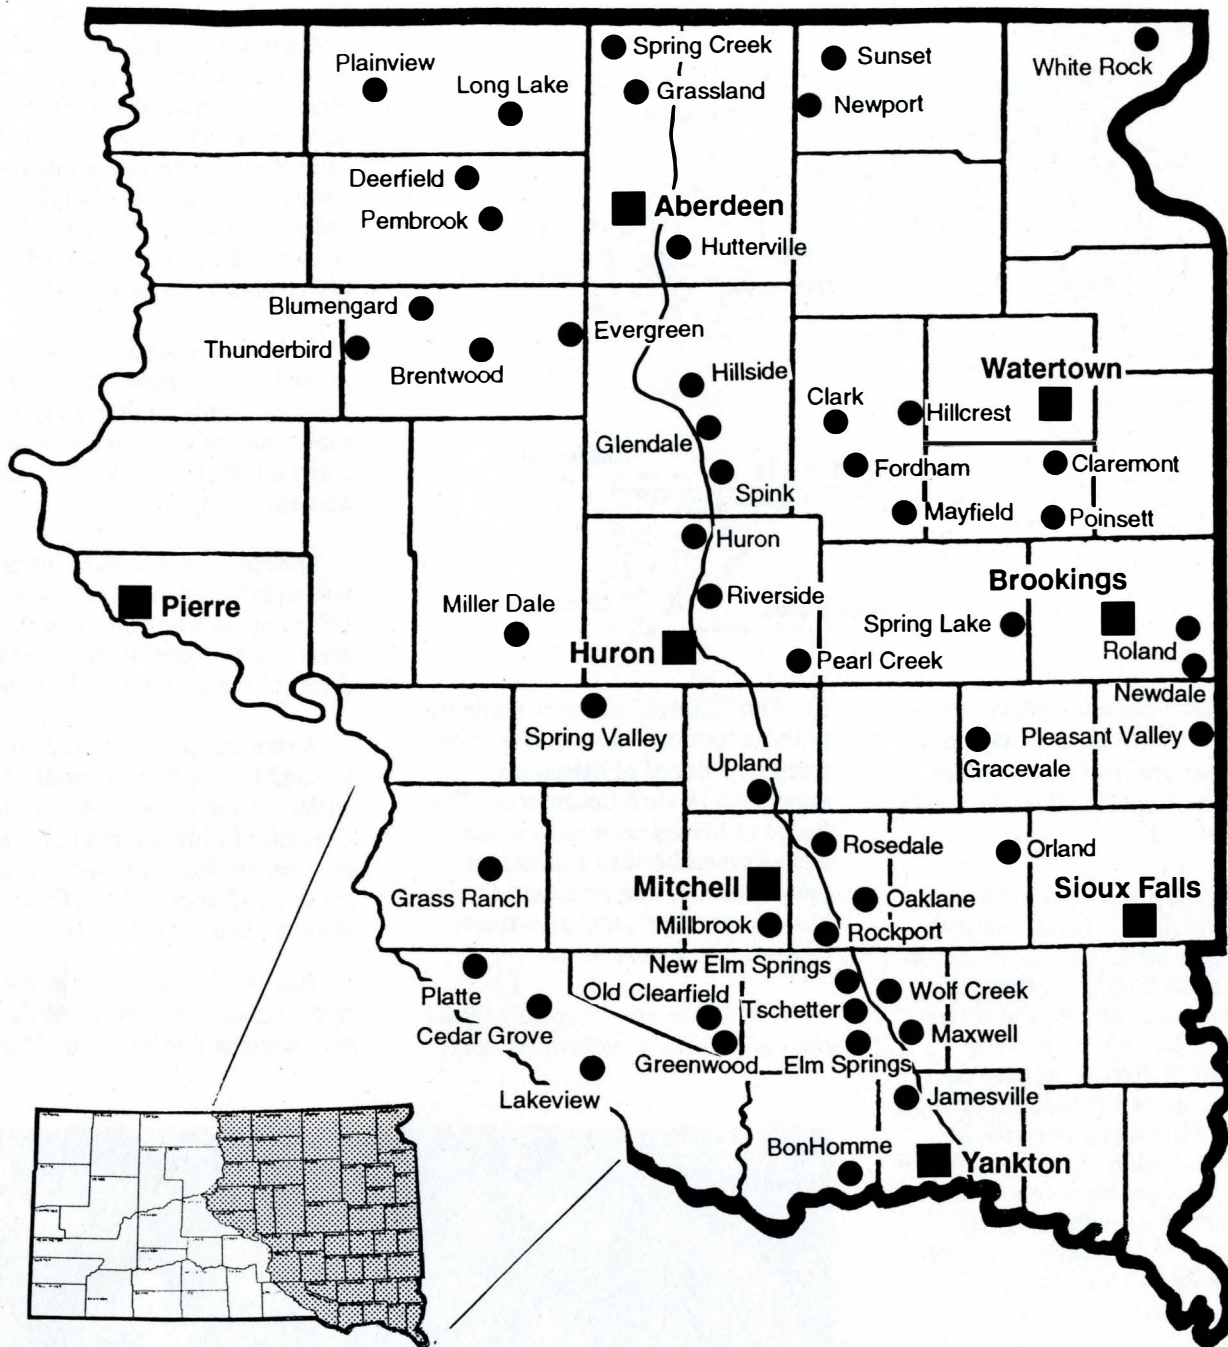 Spring Creek
Sunset
White Rock
Plainview
Long Lake
Grassland
Newport
Deerfield
Pembrook
Aberdeen
Hutterville
Blumengard
Evergreen
Thunderbird
Brentwood
Hillside
Watertown
Clark
Hillcrest
Glendale
Fordham
Claremont
Spink
Mayfield
Poinsett
Huron
Brookings
Pierre
Miller Dale
Riverside
Spring Lake
Huron
Pearl Creek
Roland
Newdale
Spring Valley
Pleasant Valley
Upland
Gracevale
Rosedale
Orland
Grass Ranch
Mitchell
Oaklane
Sioux Falls
Millbrook
Rockport
New Elm Springs
Platte
Old Clearfield
Tschetter
Wolf Creek
Cedar Grove
Maxwell
Greenwood
Elm Springs
Lakeview
Jamesville
BonHomme
Yankton